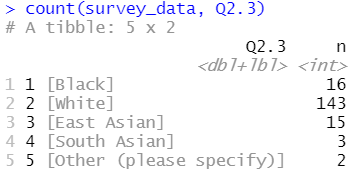 > count(survey_data, Q2.3)
# A tibble: 5 x 2
Q2.3 n
<dbl+lbl> <int>
1 1 [Black] 16
2 2 [White] 143
3 3 [East Asian] 15
4 4 [South Asian] 3
5 5 [Other (please specify)] 2